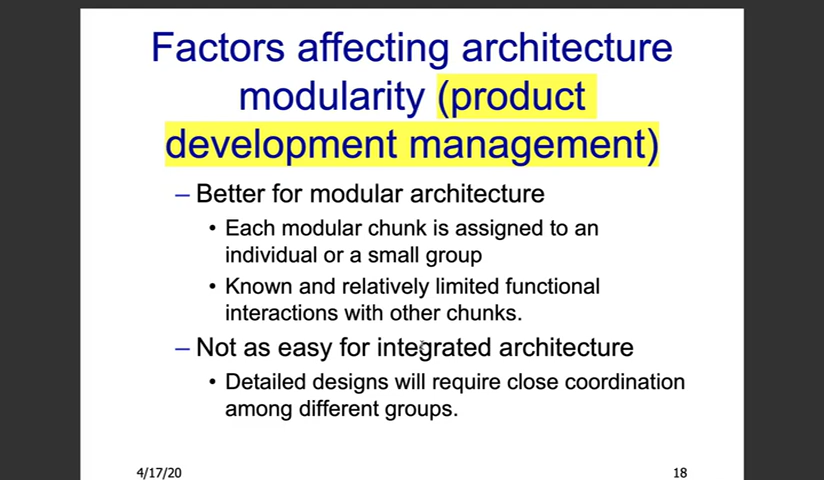 Factors affecting architecture
modularity (product
development management)
– Better for modular architecture
• Each modular chunk is assigned to an
individual or a small group
• Known and relatively limited functional
interactions with other chunks.
– Not as easy for integrated architecture
• Detailed designs will require close coordination
among different groups.
4/17/20
18